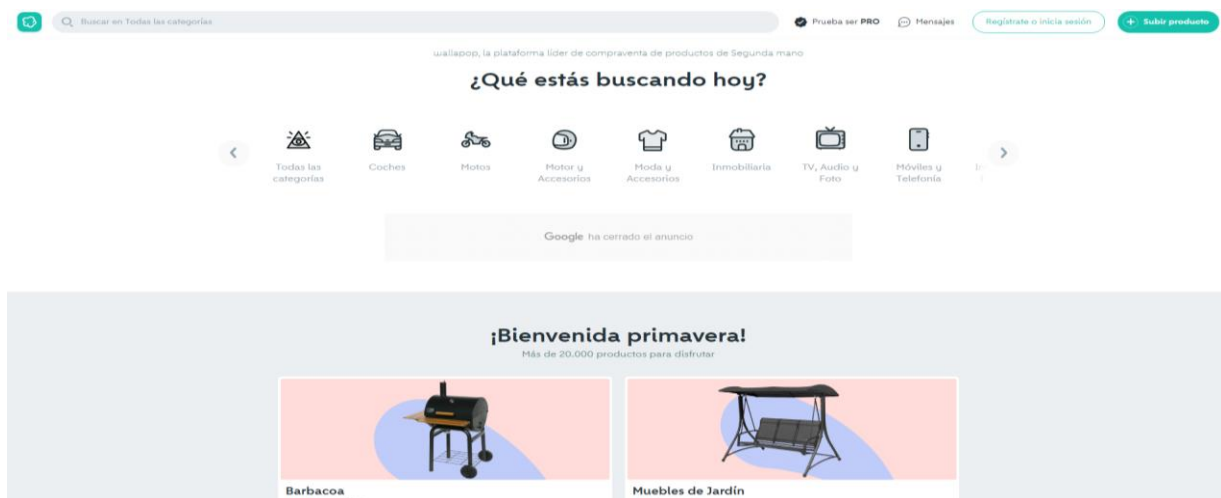 Buscar en Todas las categorías
Prueba ser PRO
Mensajes
Regístrate o inicia sesión
Subir producto
wallapop, la plataforma líder de compraventa de productos de Segunda mano
¿Qué estás buscando hoy?
Todas las
categorías
Coches
Motos
Motor y
Accesorios
Moda y
Accesorios
Inmobiliaria
TV, Audio y
Foto
Móviles y
Telefonía
Google ha cerrado el anuncio
¡Bienvenida primavera!
Más de 20.000 productos para disfrutar
Barbacoa
Muebles de Jardín